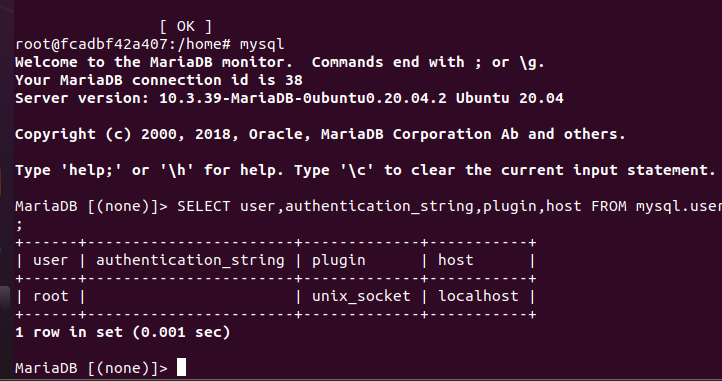 [ OK ]
root@fcadbf42a407:/home# mysql
Welcome to the MariaDB monitor.  Commands end with ; or \g.
Your MariaDB connection id is 38
Server version: 10.3.39-MariaDB-0ubuntu0.20.04.2 Ubuntu 20.04
Copyright (c) 2000, 2018, Oracle, MariaDB Corporation Ab and others.
Type 'help;' or '\h' for help. Type '\c' to clear the current input statement.
MariaDB [(none)]> SELECT user,authentication_string,plugin,host FROM mysql.user
;
+------+-----------------------+-------------+-----------+
| user | authentication_string | plugin      | host      |
+------+-----------------------+-------------+-----------+
| root |                       | unix_socket | localhost |
+------+-----------------------+-------------+-----------+
1 row in set (0.001 sec)
MariaDB [(none)]>